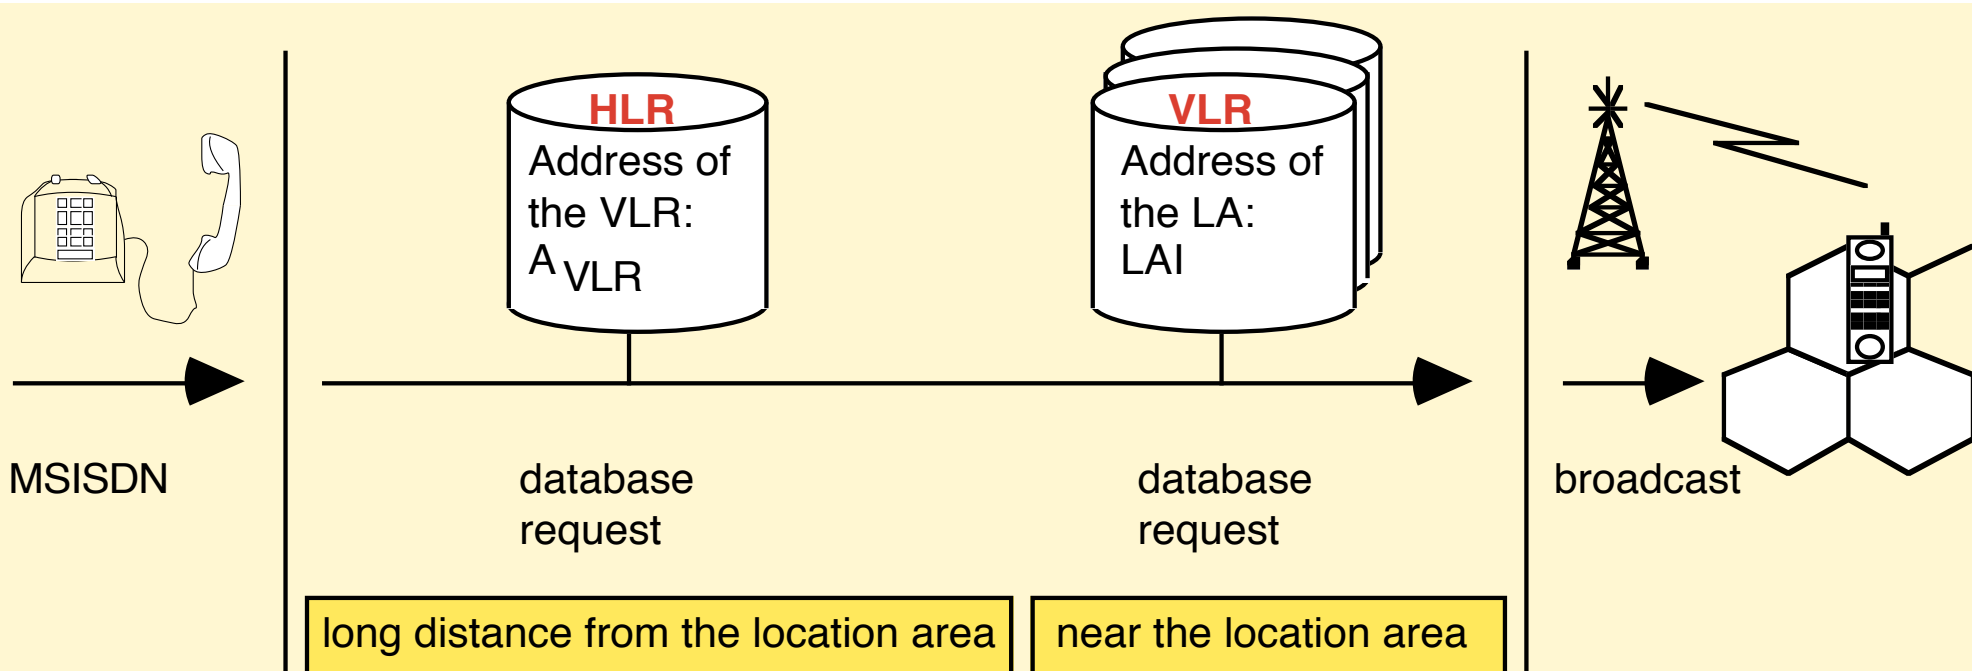 HLR
Address of
the VLR:
A VLR
VLR
Address of
the LA:
LAI
MSISDN
database
request
database
request
broadcast
long distance from the location area
near the location area